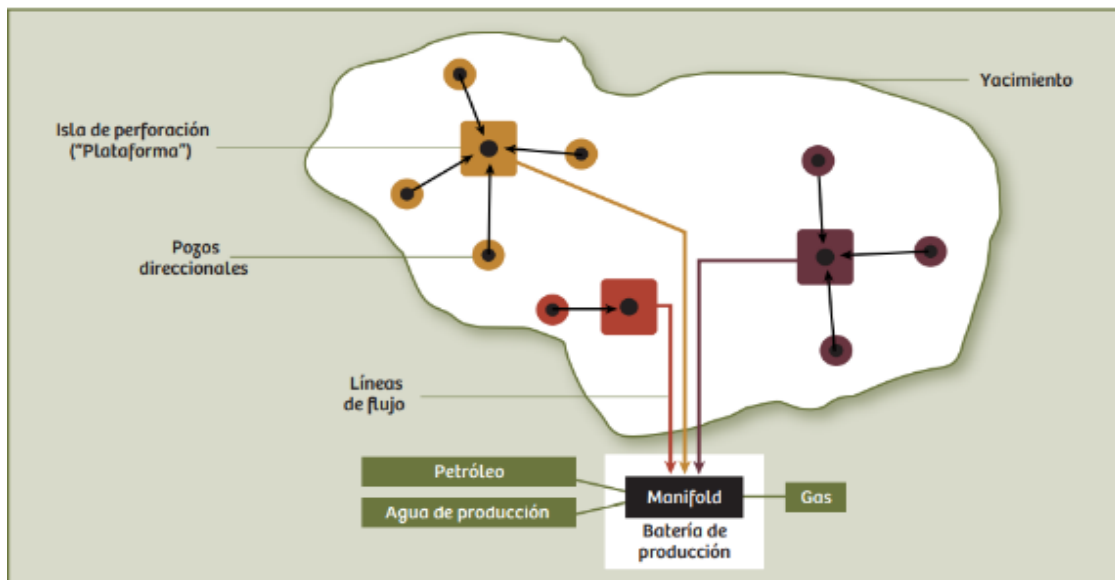 Yacimiento
Isla de perforación
("Plataforma")
Pozos
direccionales
Líneas
de flujo
Petróleo
Agua de producción
Manifold
Gas
Batería de
producción